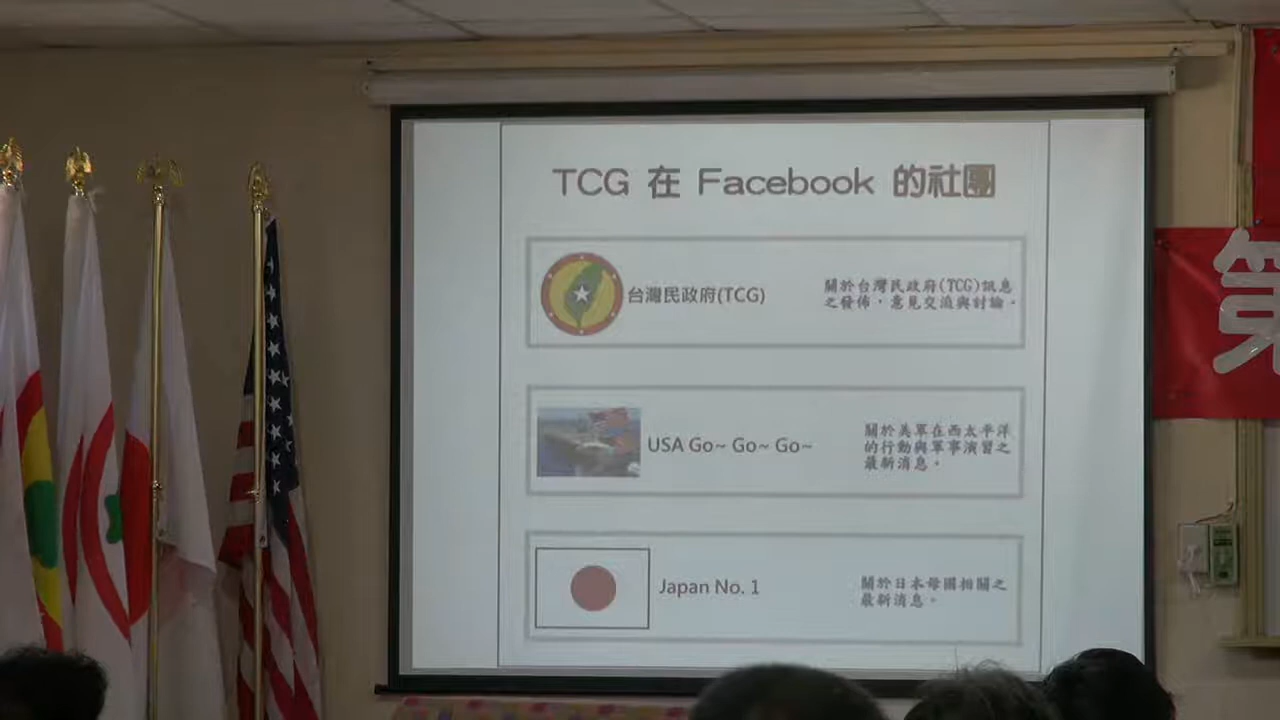 TCG 在 Facebook 的社團
台灣民政府(TCG)
關於台灣民政府(TCG)訊息
之發佈，意見交流與討論。
USA Go~ Go~ Go~
關於美軍在西太平洋
的行動與軍事演習之
最新消息。
Japan No. 1
關於日本母國相關之
最新消息。
第